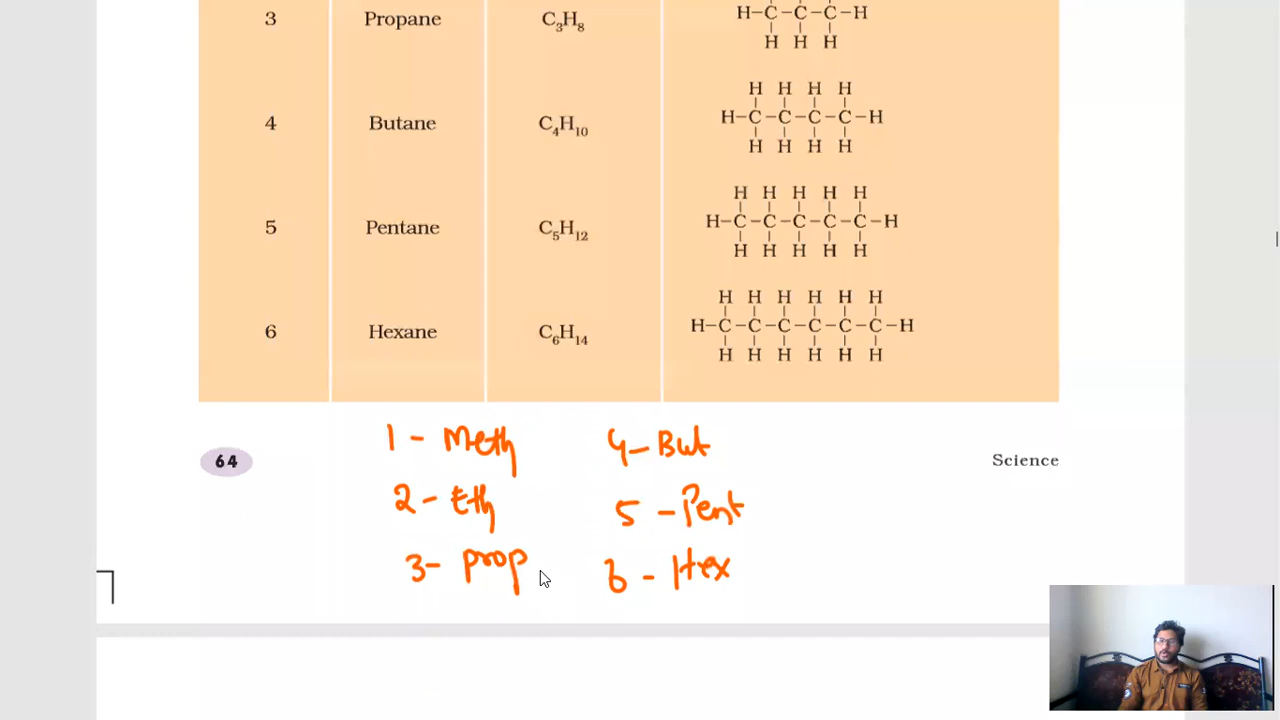 3 Propane C₃H₈ H-C-C-C-H
H H H
H H H H
4 Butane C₄H₁₀ H-C-C-C-C-H
H H H H
H H H H H
5 Pentane C₅H₁₂ H-C-C-C-C-C-H
H H H H H
H H H H H H
6 Hexane C₆H₁₄ H-C-C-C-C-C-C-H
H H H H H H
1 - Meth 4 - But
64 Science
2 - Eth 5 - Pent
3 - Prop 6 - Hex